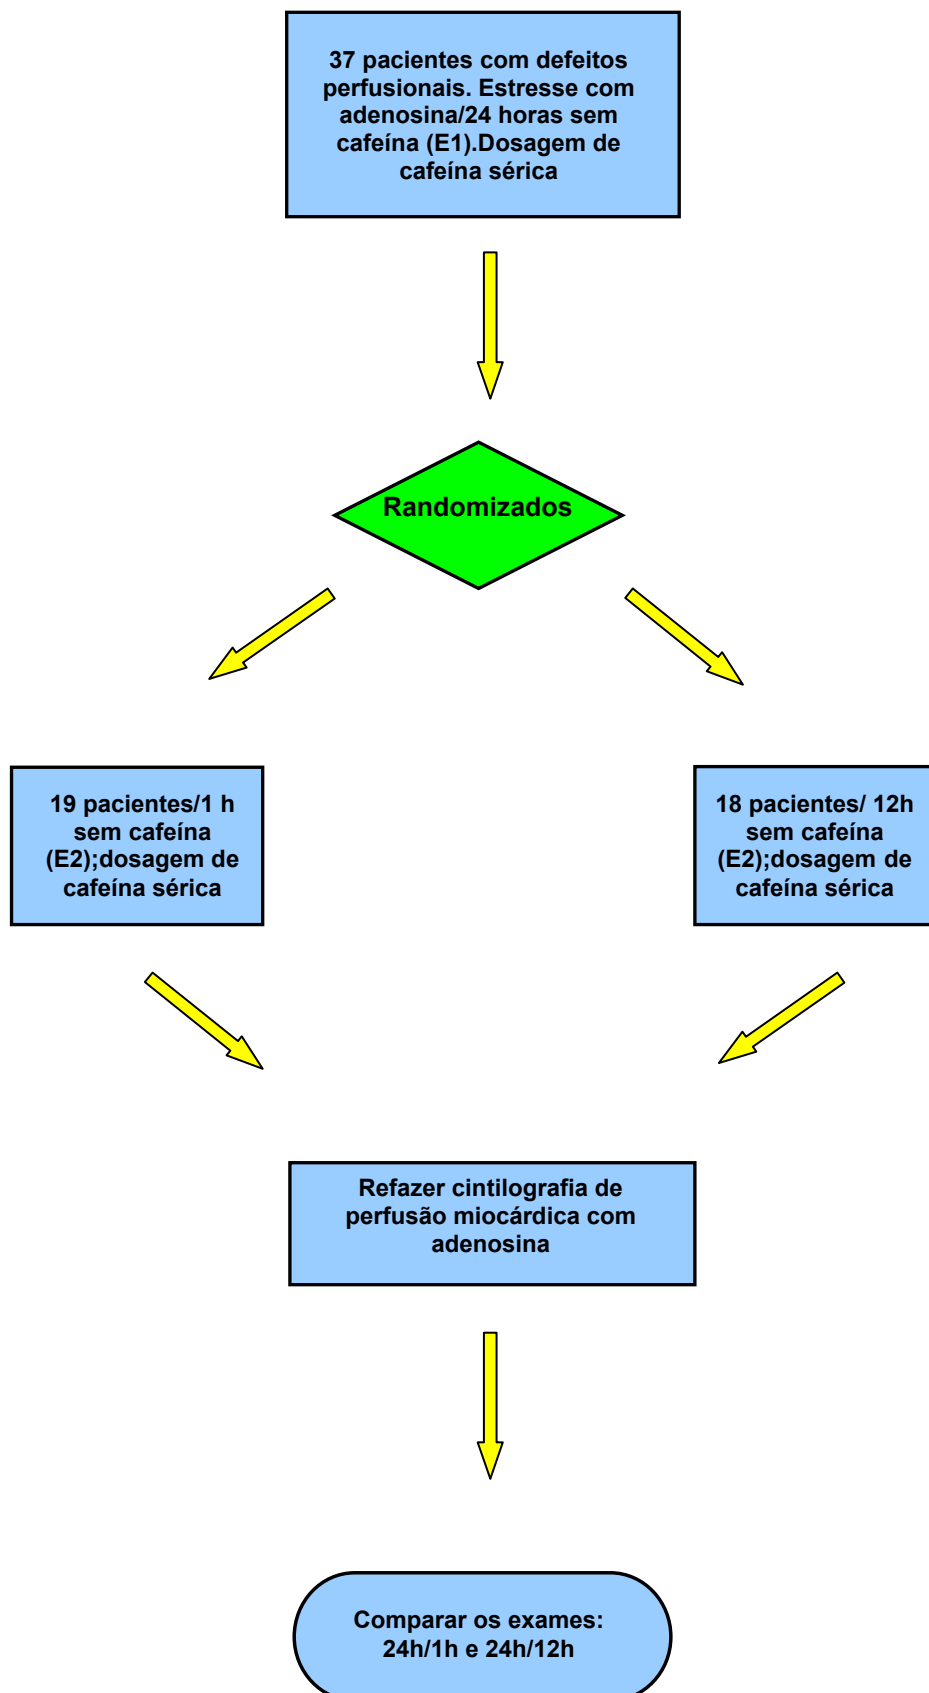 37 pacientes com defeitos
perfusionais. Estresse com
adenosina/24 horas sem
cafeína (E1).Dosagem de
cafeína sérica
Randomizados
19 pacientes/1 h
sem cafeína
(E2);dosagem de
cafeína sérica
18 pacientes/ 12h
sem cafeína
(E2);dosagem de
cafeína sérica
Refazer cintilografia de
perfusão miocárdica com
adenosina
Comparar os exames:
24h/1h e 24h/12h